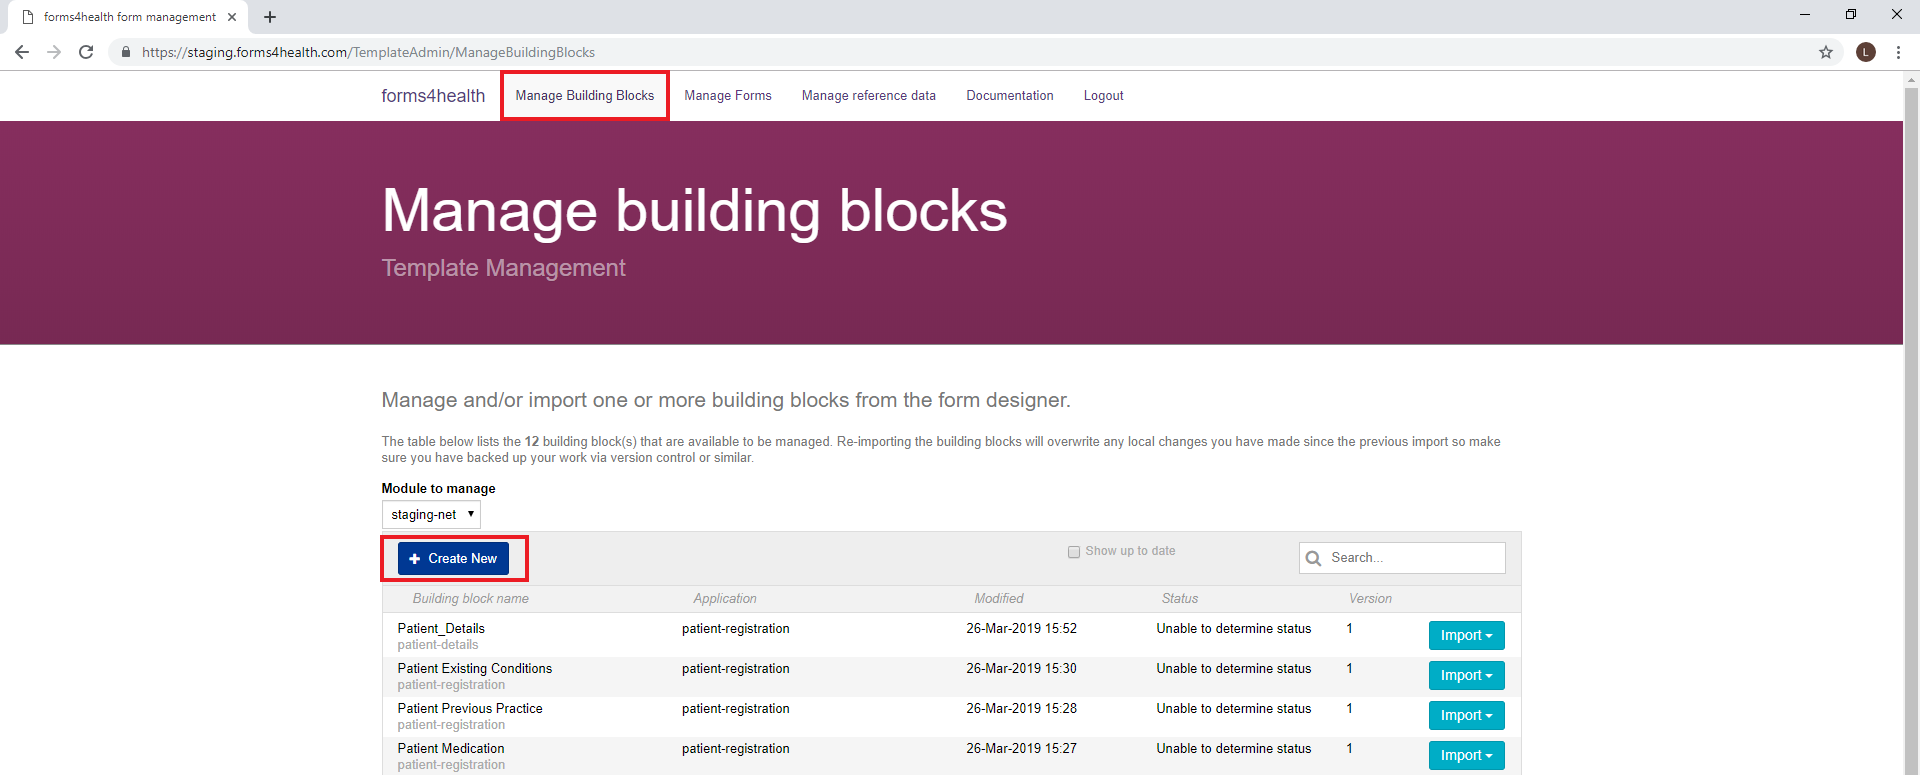 forms4health form management
https://staging.forms4health.com/TemplateAdmin/ManageBuildingBlocks
L
forms4health Manage Building Blocks Manage Forms Manage reference data Documentation Logout
Manage building blocks
Template Management
Manage and/or import one or more building blocks from the form designer.
The table below lists the 12 building block(s) that are available to be managed. Re-importing the building blocks will overwrite any local changes you have made since the previous import so make
sure you have backed up your work via version control or similar.
Module to manage
staging-net
Create New Show up to date Search...
Building block name Application Modified Status Version
Patient_Details patient-registration 26-Mar-2019 15:52 Unable to determine status 1 Import
patient-details
Patient Existing Conditions patient-registration 26-Mar-2019 15:30 Unable to determine status 1 Import
patient-registration
Patient Previous Practice patient-registration 26-Mar-2019 15:28 Unable to determine status 1 Import
patient-registration
Patient Medication patient-registration 26-Mar-2019 15:27 Unable to determine status 1 Import
patient-registration